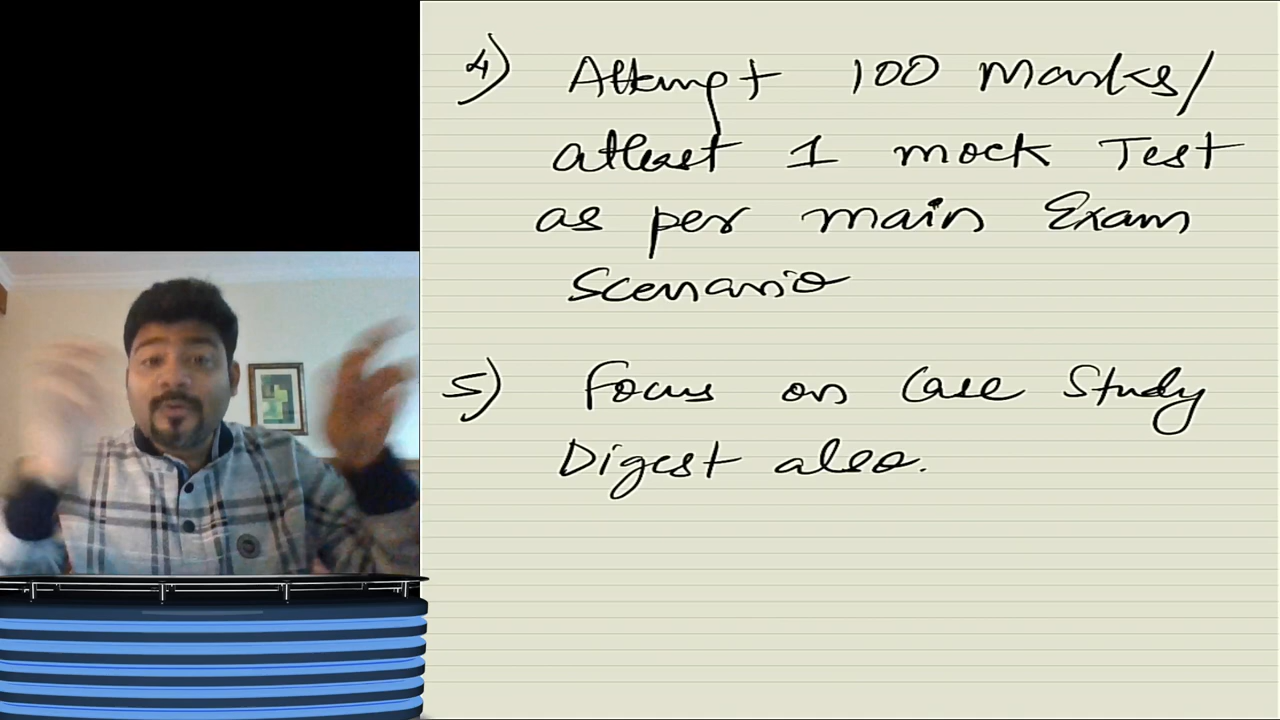 4) Attempt 100 Marks/
atleast 1 mock Test
as per main Exam
Scenario
5) Focus on Case Study
Digest also.